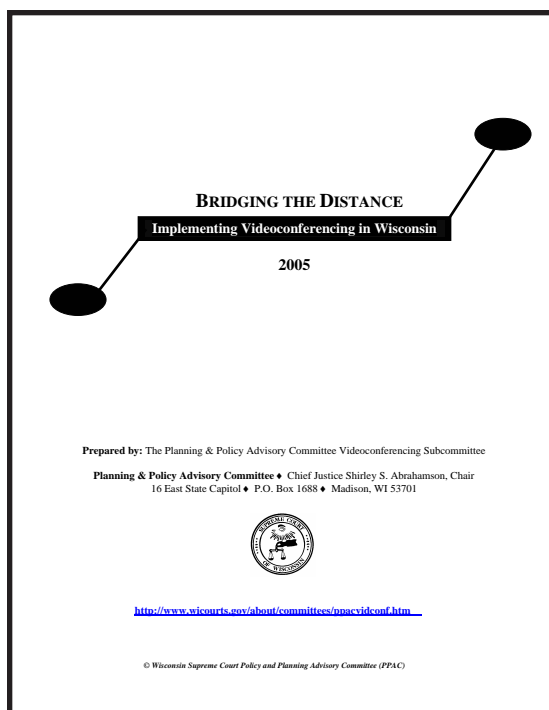 BRIDGING THE DISTANCE
Implementing Videoconferencing in Wisconsin
2005
Prepared by: The Planning & Policy Advisory Committee Videoconferencing Subcommittee
Planning & Policy Advisory Committee ♦ Chief Justice Shirley S. Abrahamson, Chair
16 East State Capitol ♦ P.O. Box 1688 ♦ Madison, WI 53701
SUPREME COURT
OF WISCONSIN
http://www.wicourts.gov/about/committees/ppacvidconf.htm
© Wisconsin Supreme Court Policy and Planning Advisory Committee (PPAC)